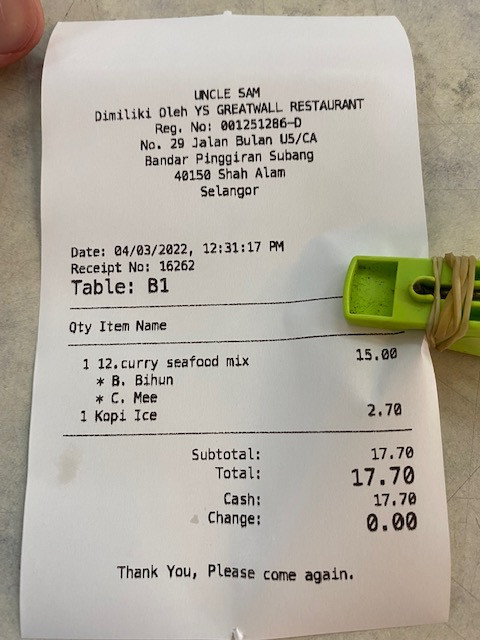 UNCLE SAM
Dimiliki Oleh YS GREATWALL RESTAURANT
Reg. No: 001251286-D
No. 29 Jalan Bulan U5/CA
Bandar Pinggiran Subang
40150 Shah Alam
Selangor
Date: 04/03/2022, 12:31:17 PM
Receipt No: 16262
Table: B1
Qty Item Name
1 12.curry seafood mix 15.00
* B. Bihun
* C. Mee
1 Kopi Ice 2.70
Subtotal: 17.70
Total: 17.70
Cash: 17.70
Change: 0.00
Thank You, Please come again.